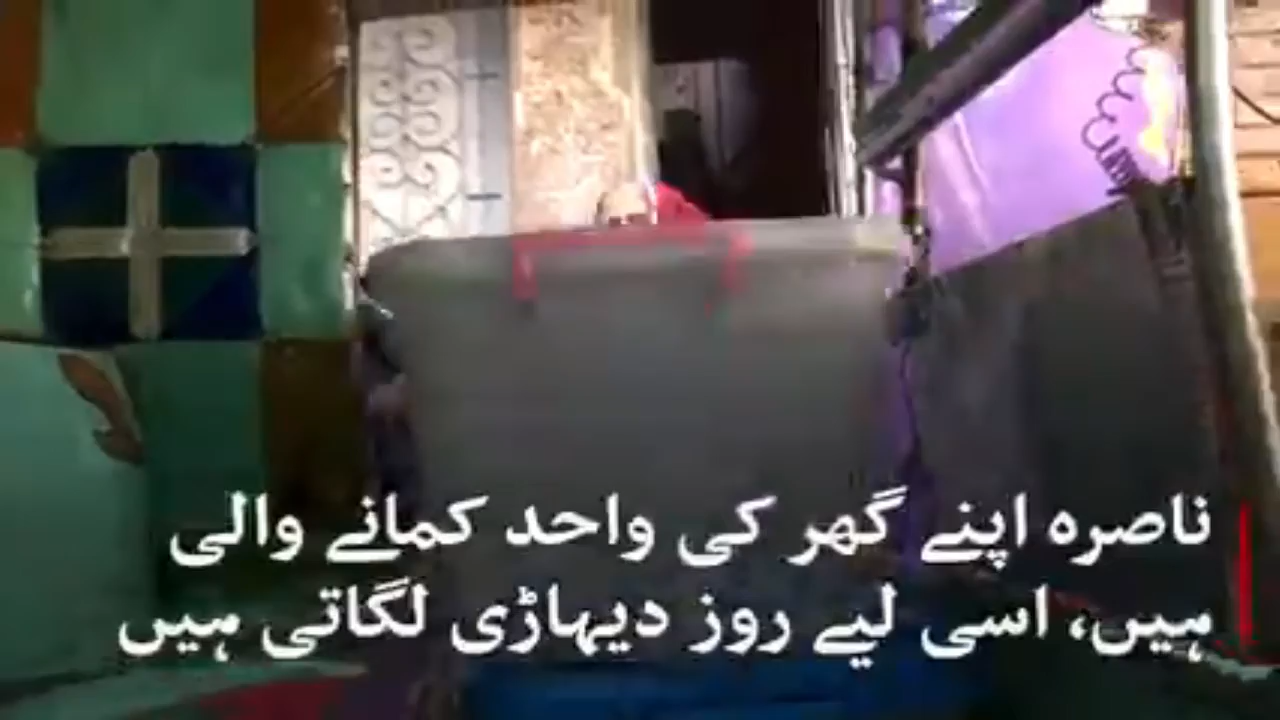 ناصرہ اپنے گھر کی واحد کمانے والی
ہیں، اسی لیے روز دیہاڑی لگاتی ہیں